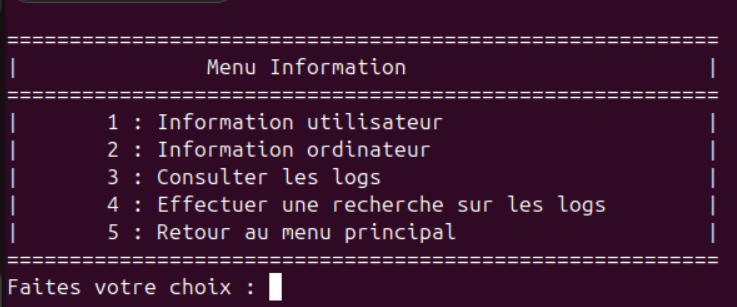 =========================================================
|               Menu Information                        |
=========================================================
|       1 : Information utilisateur                     |
|       2 : Information ordinateur                      |
|       3 : Consulter les logs                          |
|       4 : Effectuer une recherche sur les logs        |
|       5 : Retour au menu principal                    |
=========================================================
Faites votre choix :